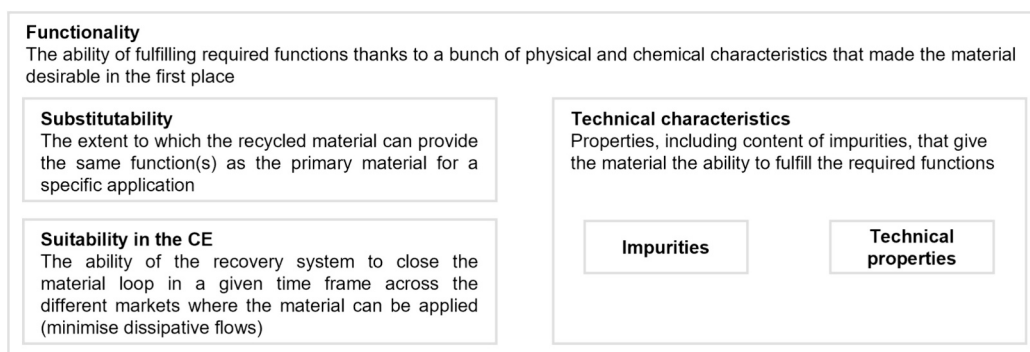 Functionality
The ability of fulfilling required functions thanks to a bunch of physical and chemical characteristics that made the material
desirable in the first place
Substitutability
The extent to which the recycled material can provide
the same function(s) as the primary material for a
specific application
Suitability in the CE
The ability of the recovery system to close the
material loop in a given time frame across the
different markets where the material can be applied
(minimise dissipative flows)
Technical characteristics
Properties, including content of impurities, that give
the material the ability to fulfill the required functions
Impurities
Technical
properties